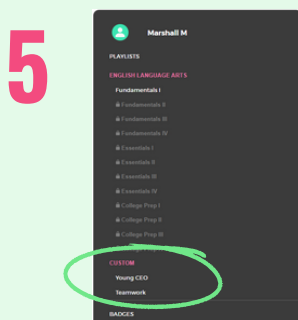 5
Marshall M
PLAYLISTS
ENGLISH LANGUAGE ARTS
Fundamentals I
Fundamentals II
Fundamentals III
Fundamentals IV
Essentials I
Essentials II
Essentials III
Essentials IV
College Prep I
College Prep II
College Prep III
CUSTOM
Young CEO
Teamwork
BADGES